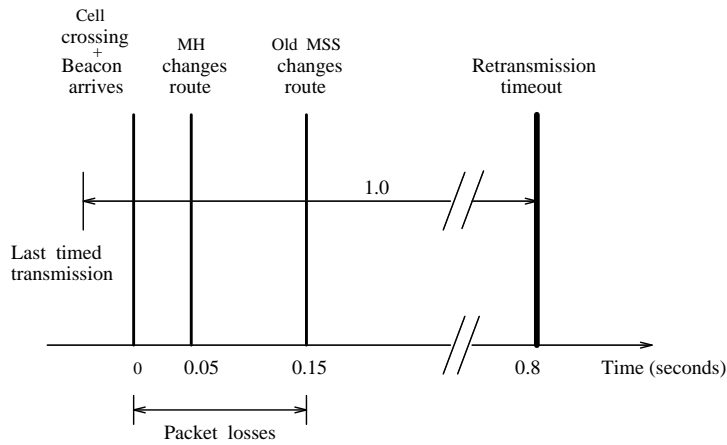 Cell
crossing
+
Beacon
arrives
MH
changes
route
Old MSS
changes
route
Retransmission
timeout
1.0
Last timed
transmission
0
0.05
0.15
0.8
Time (seconds)
Packet losses